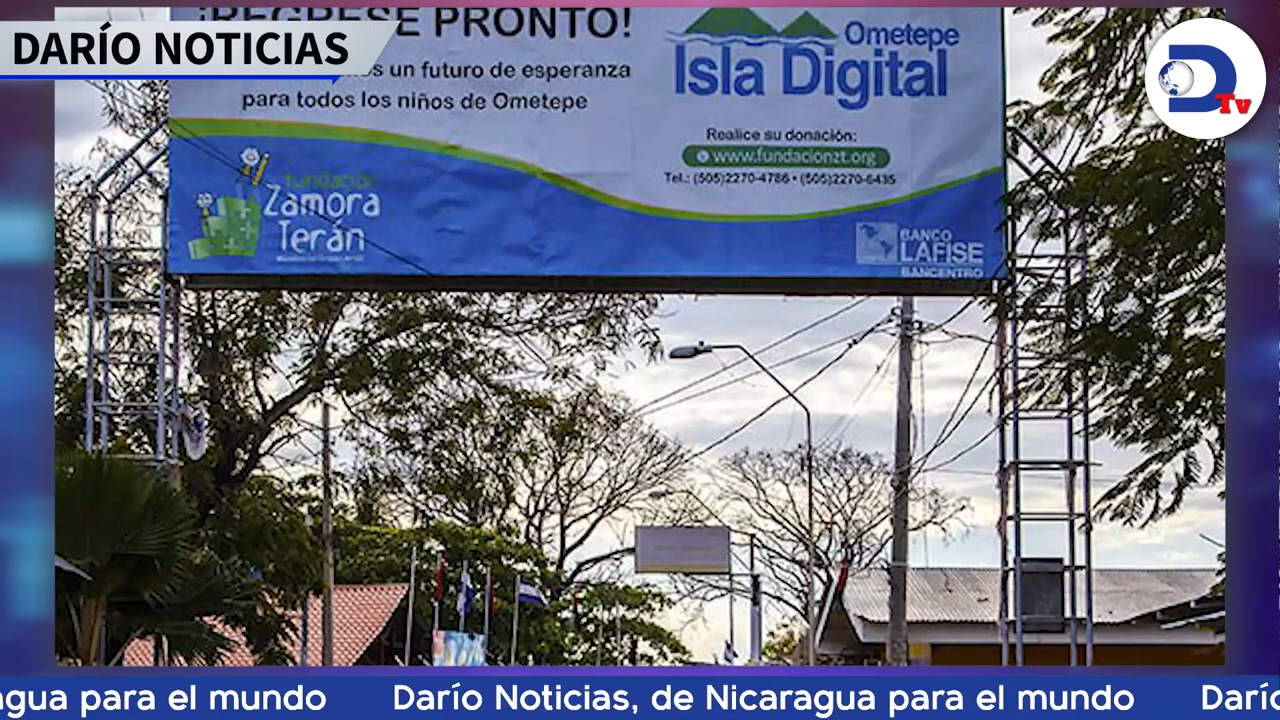 DARÍO NOTICIAS
¡REGRESE PRONTO!
un futuro de esperanza
para todos los niños de Ometepe
Ometepe
Isla Digital
Realice su donación:
www.fundacionzt.org
Tel.: (505)2270-4786 • (505)2270-6435
fundación
Zamora
Terán
BANCO
LAFISE
BANCENTRO
D
Tv
agua para el mundo Darío Noticias, de Nicaragua para el mundo Darío